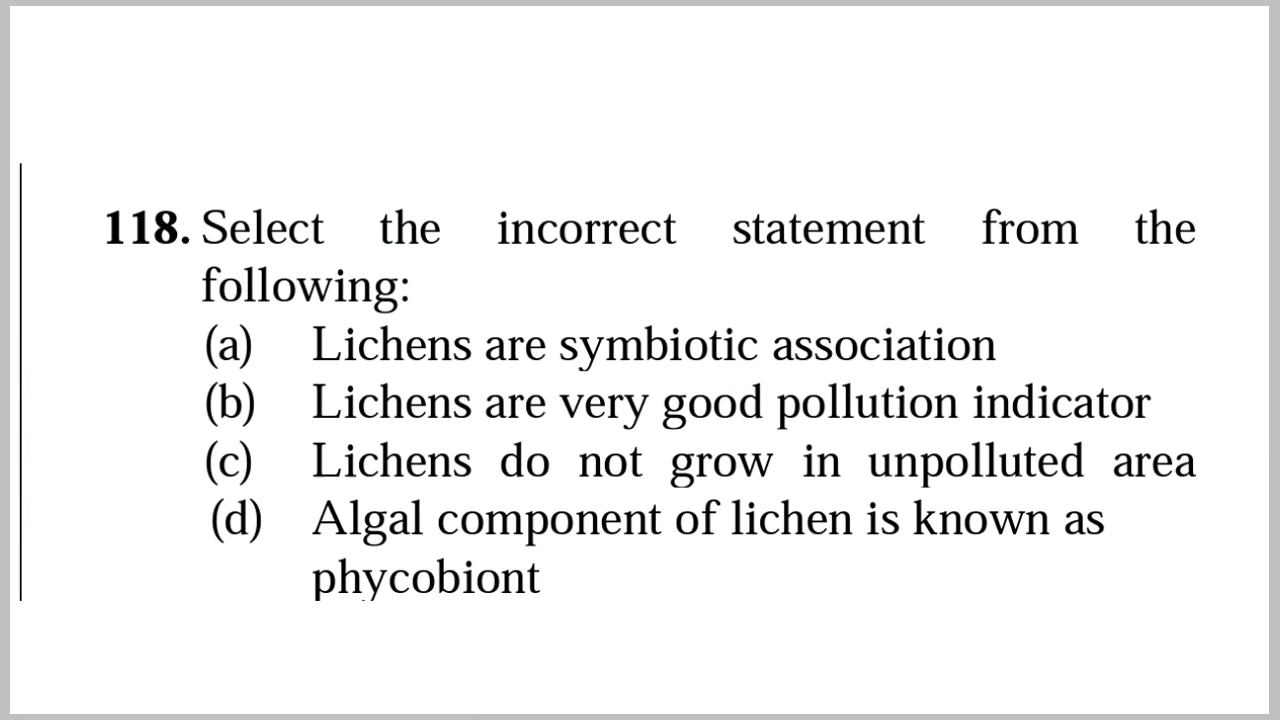 118. Select the incorrect statement from the
following:
(a) Lichens are symbiotic association
(b) Lichens are very good pollution indicator
(c) Lichens do not grow in unpolluted area
(d) Algal component of lichen is known as
phycobiont